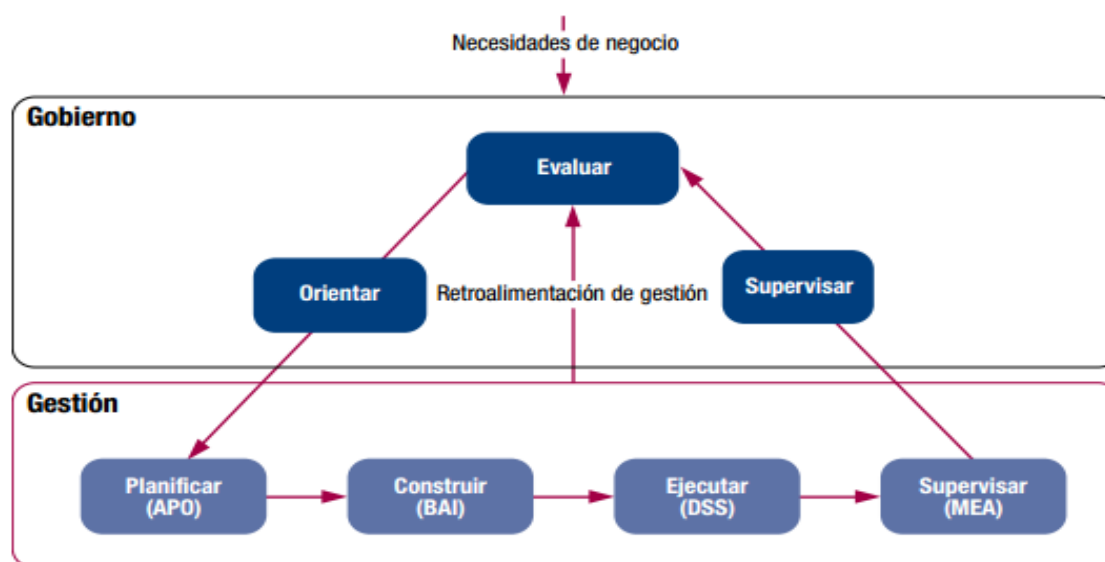 Necesidades de negocio
Gobierno
Evaluar
Orientar
Retroalimentación de gestión
Supervisar
Gestión
Planificar
(APO)
Construir
(BAI)
Ejecutar
(DSS)
Supervisar
(MEA)